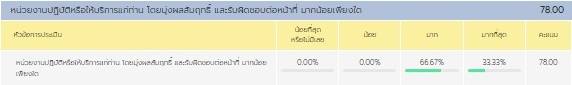 หน่วยงานปฏิบัติหรือให้บริการแก่ท่าน โดยมุ่งผลสัมฤทธิ์ และรับผิดชอบต่อหน้าที่ มากน้อยเพียงใด 78.00
หัวข้อการประเมิน น้อยที่สุด หรือไม่มีเลย น้อย มาก มากที่สุด คะแนน
หน่วยงานปฏิบัติหรือให้บริการแก่ท่าน โดยมุ่งผลสัมฤทธิ์ และรับผิดชอบต่อหน้าที่ มากน้อย 0.00% 0.00% 66.67% 33.33% 78.00
เพียงใด